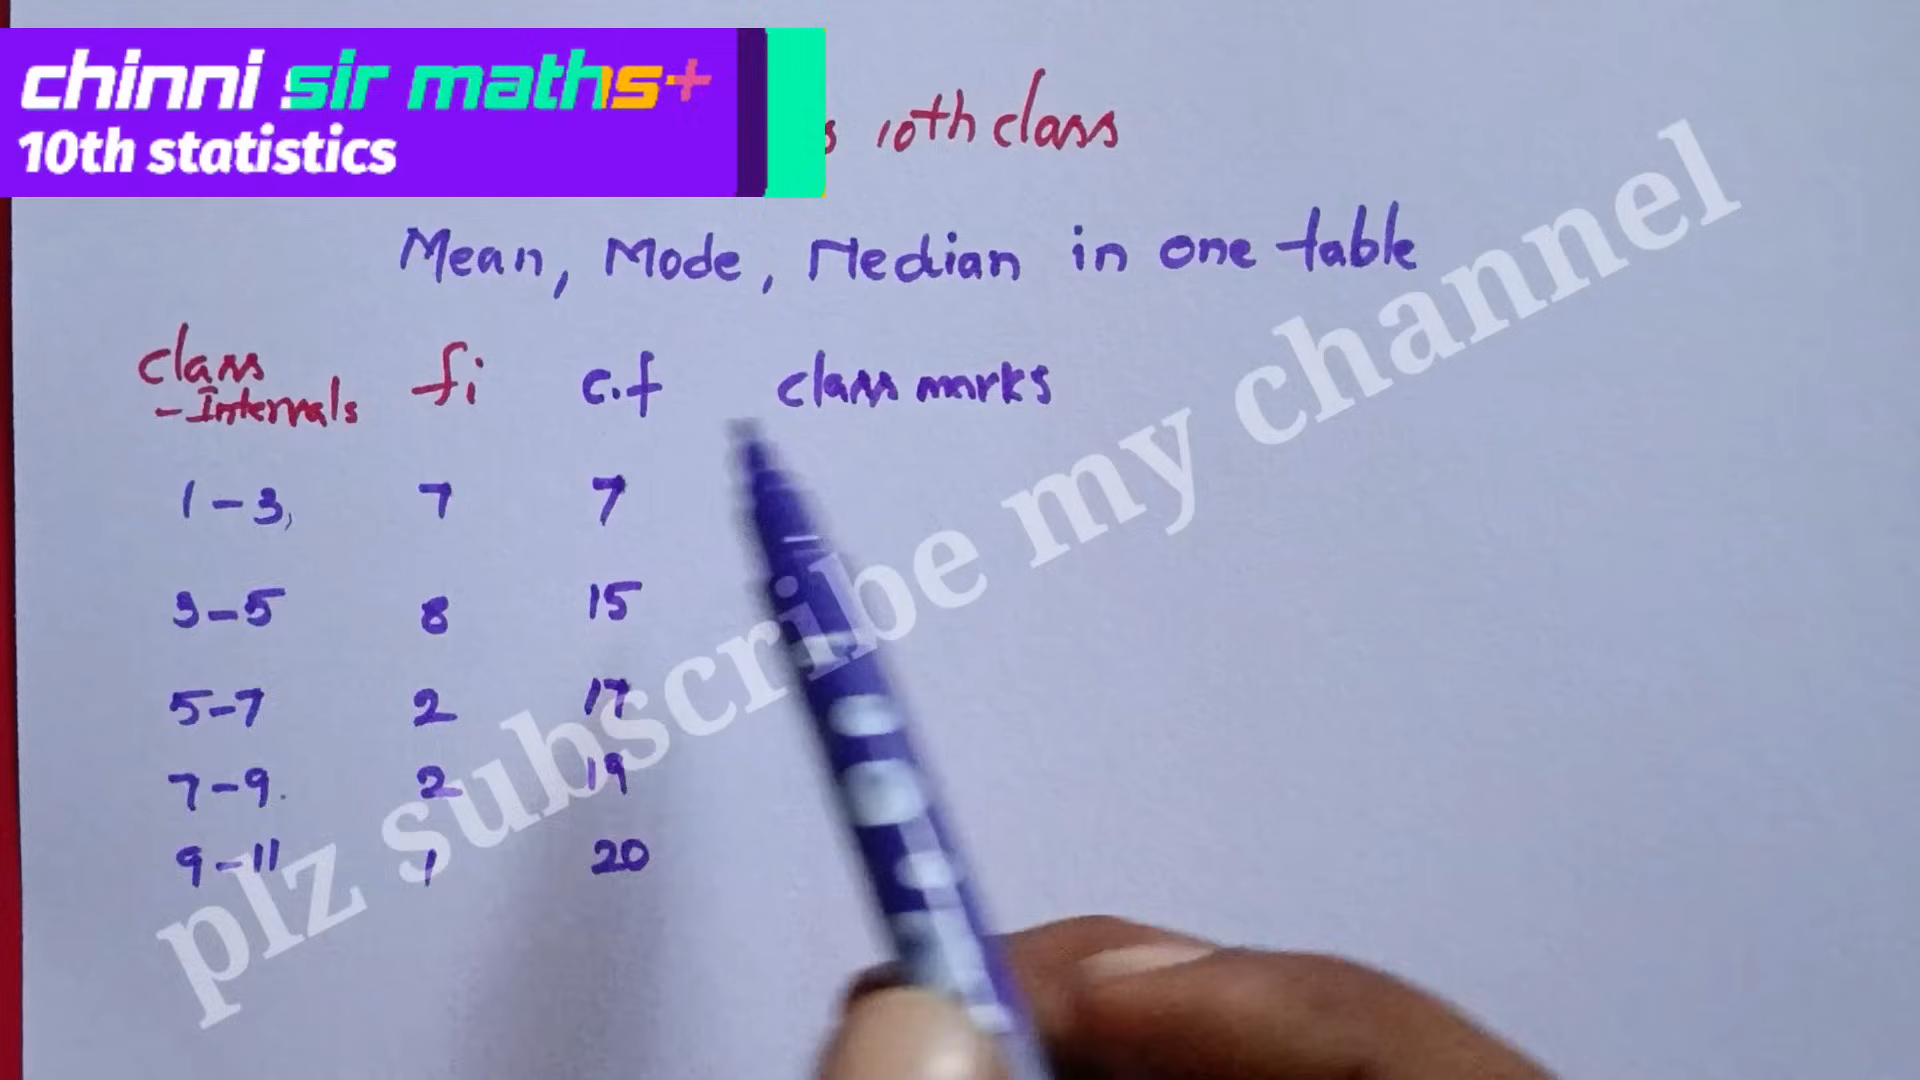 chinni sir maths+
10th statistics
s 10th class
Mean, Mode, Median in one table
class
- Intervals fi c.f class marks
1-3, 7 7
3-5 8 15
5-7 2 17
7-9. 2 19
9-11 1 20
plz subscribe my channel